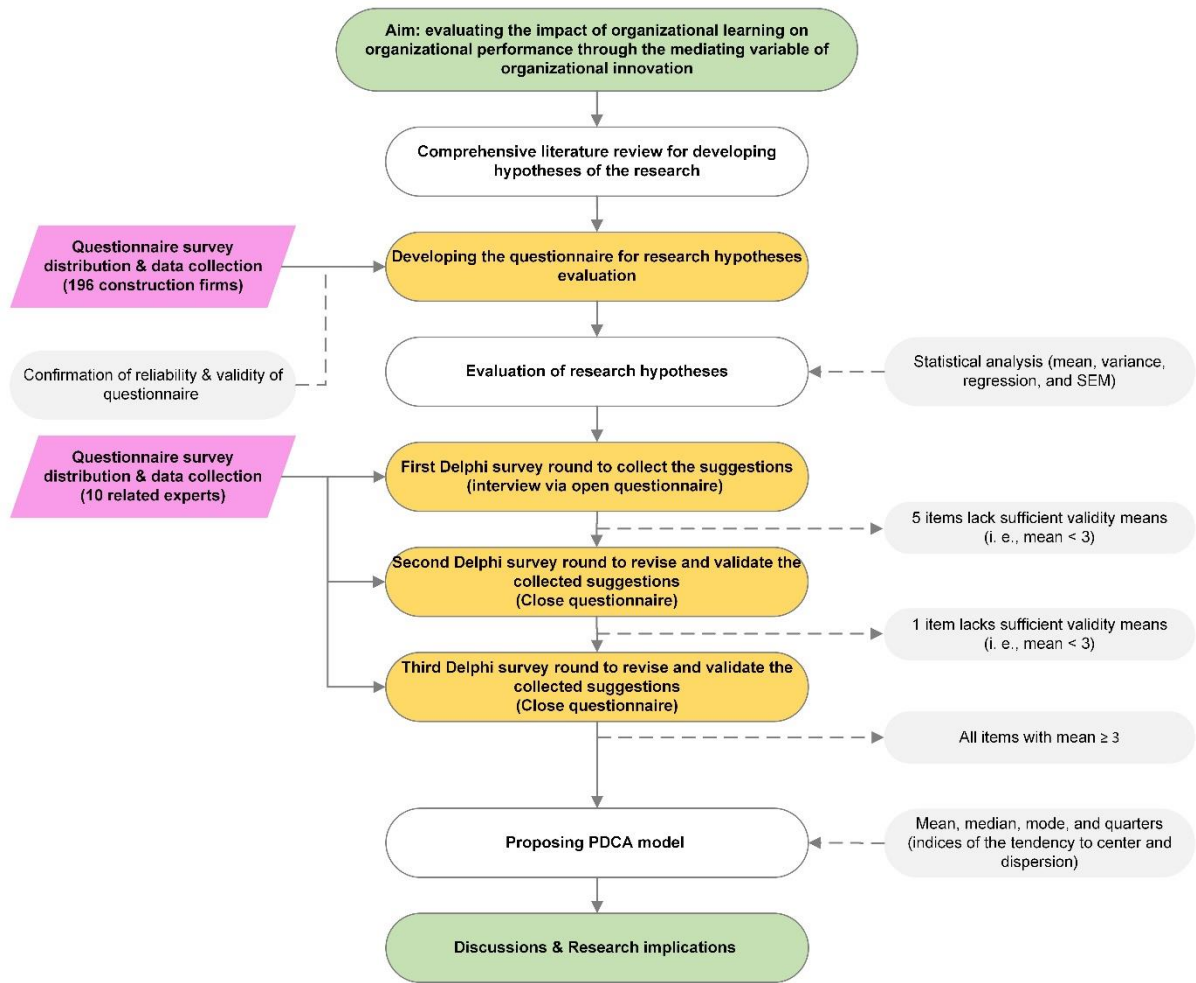 Aim: evaluating the impact of organizational learning on
organizational performance through the mediating variable of
organizational innovation
Comprehensive literature review for developing
hypotheses of the research
Questionnaire survey
distribution & data collection
(196 construction firms)
Developing the questionnaire for research hypotheses
evaluation
Confirmation of reliability & validity of
questionnaire
Evaluation of research hypotheses
Statistical analysis (mean, variance,
regression, and SEM)
Questionnaire survey
distribution & data collection
(10 related experts)
First Delphi survey round to collect the suggestions
(interview via open questionnaire)
5 items lack sufficient validity means
(i. e., mean < 3)
Second Delphi survey round to revise and validate the
collected suggestions
(Close questionnaire)
1 item lacks sufficient validity means
(i. e., mean < 3)
Third Delphi survey round to revise and validate the
collected suggestions
(Close questionnaire)
All items with mean ≥ 3
Proposing PDCA model
Mean, median, mode, and quarters
(indices of the tendency to center and
dispersion)
Discussions & Research implications